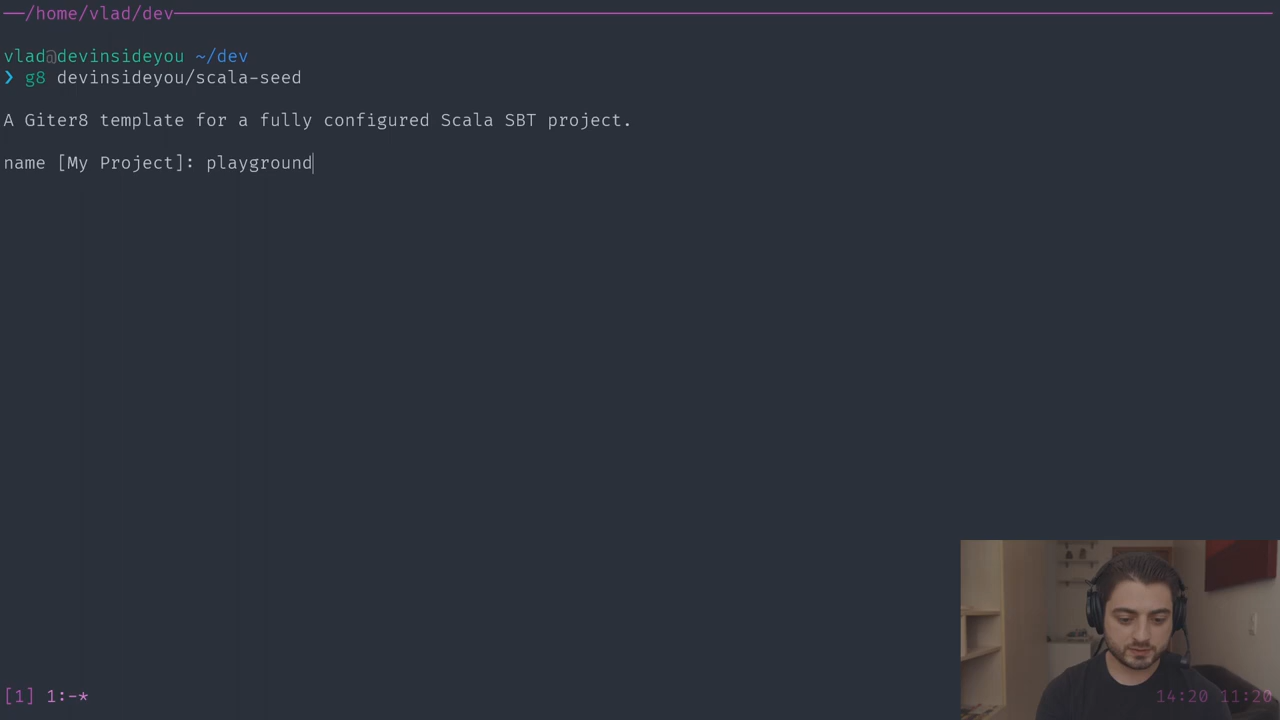 /home/vlad/dev
vlad@devinsideyou ~/dev
❯ g8 devinsideyou/scala-seed
A Giter8 template for a fully configured Scala SBT project.
name [My Project]: playground
[1] 1:-*
14:20 11:20